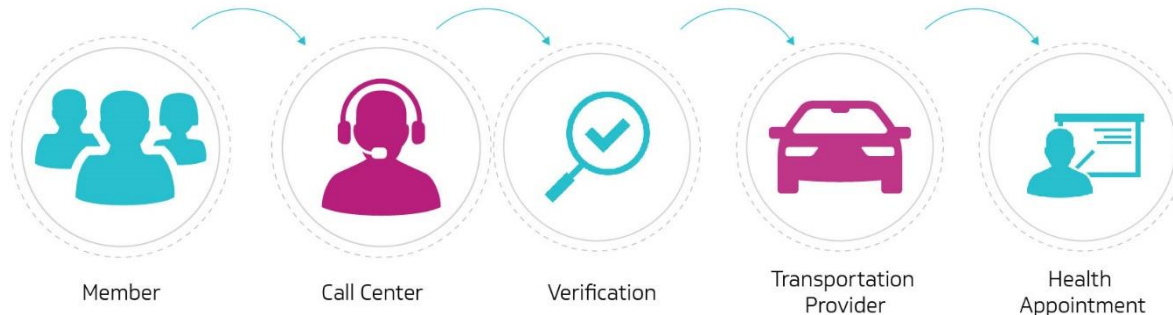 Member
Call Center
Verification
Transportation
Provider
Health
Appointment